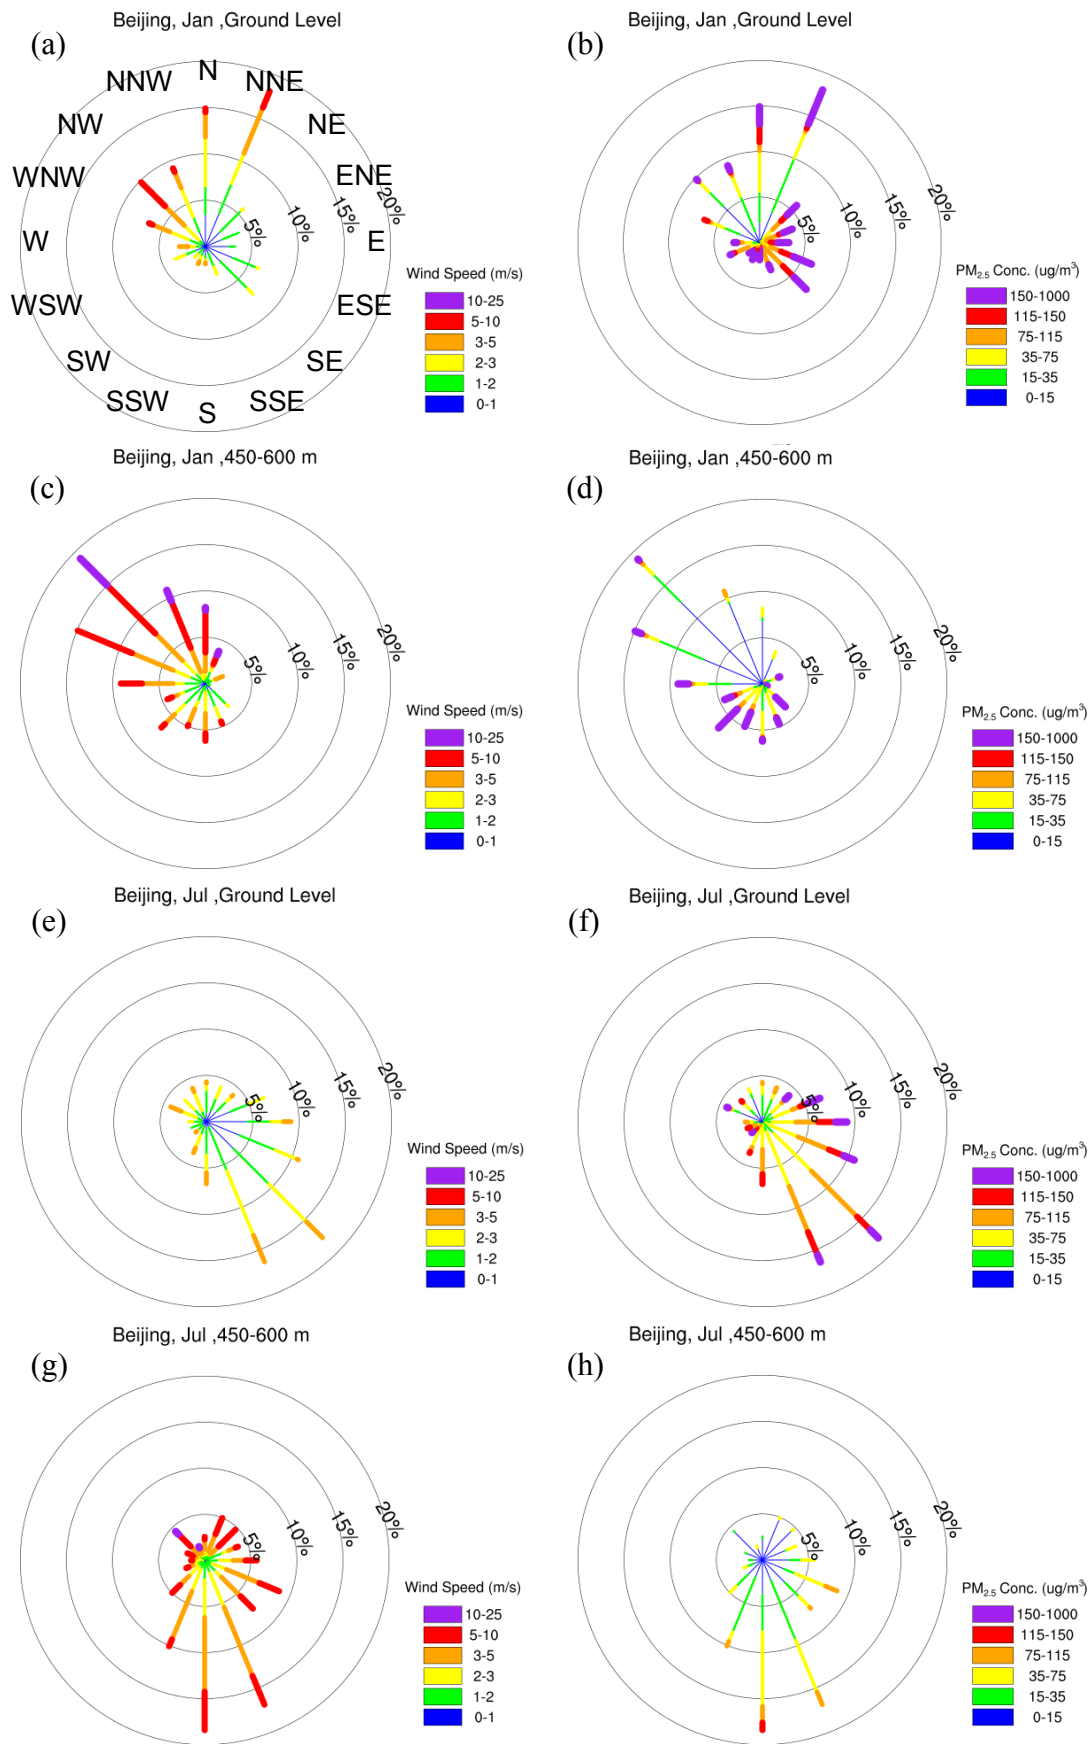 Beijing, Jan ,Ground Level
Beijing, Jan ,Ground Level
(a)
(b)
N
NNW
NNE
NW
NE
WNW
ENE
W
E
WSW
ESE
SW
SE
SSW
SSE
S
5%
10%
15%
20%
Wind Speed (m/s)
10-25
5-10
3-5
2-3
1-2
0-1
5%
10%
15%
20%
PM2.5 Conc. (ug/m³)
150-1000
115-150
75-115
35-75
15-35
0-15
Beijing, Jan ,450-600 m
Beijing, Jan ,450-600 m
(c)
(d)
5%
10%
15%
20%
Wind Speed (m/s)
10-25
5-10
3-5
2-3
1-2
0-1
5%
10%
15%
20%
PM2.5 Conc. (ug/m³)
150-1000
115-150
75-115
35-75
15-35
0-15
Beijing, Jul ,Ground Level
Beijing, Jul ,Ground Level
(e)
(f)
5%
10%
15%
20%
Wind Speed (m/s)
10-25
5-10
3-5
2-3
1-2
0-1
5%
10%
15%
20%
PM2.5 Conc. (ug/m³)
150-1000
115-150
75-115
35-75
15-35
0-15
Beijing, Jul ,450-600 m
Beijing, Jul ,450-600 m
(g)
(h)
5%
10%
15%
20%
Wind Speed (m/s)
10-25
5-10
3-5
2-3
1-2
0-1
5%
10%
15%
20%
PM2.5 Conc. (ug/m³)
150-1000
115-150
75-115
35-75
15-35
0-15